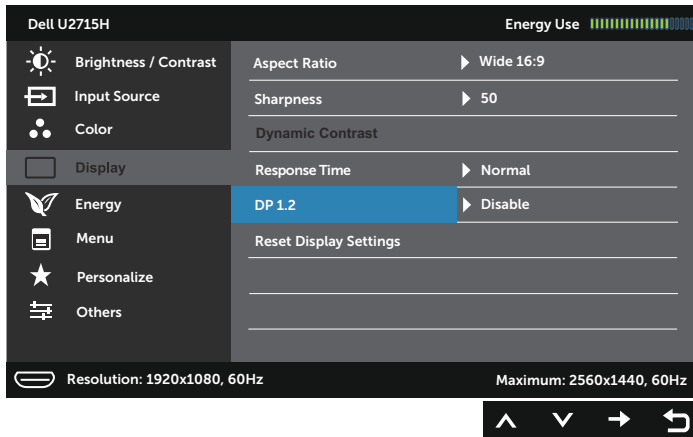 Dell U2715H Energy Use
Brightness / Contrast
Input Source
Color
Display
Energy
Menu
Personalize
Others
Aspect Ratio Wide 16:9
Sharpness 50
Dynamic Contrast
Response Time Normal
DP 1.2 Disable
Reset Display Settings
Resolution: 1920x1080, 60Hz Maximum: 2560x1440, 60Hz